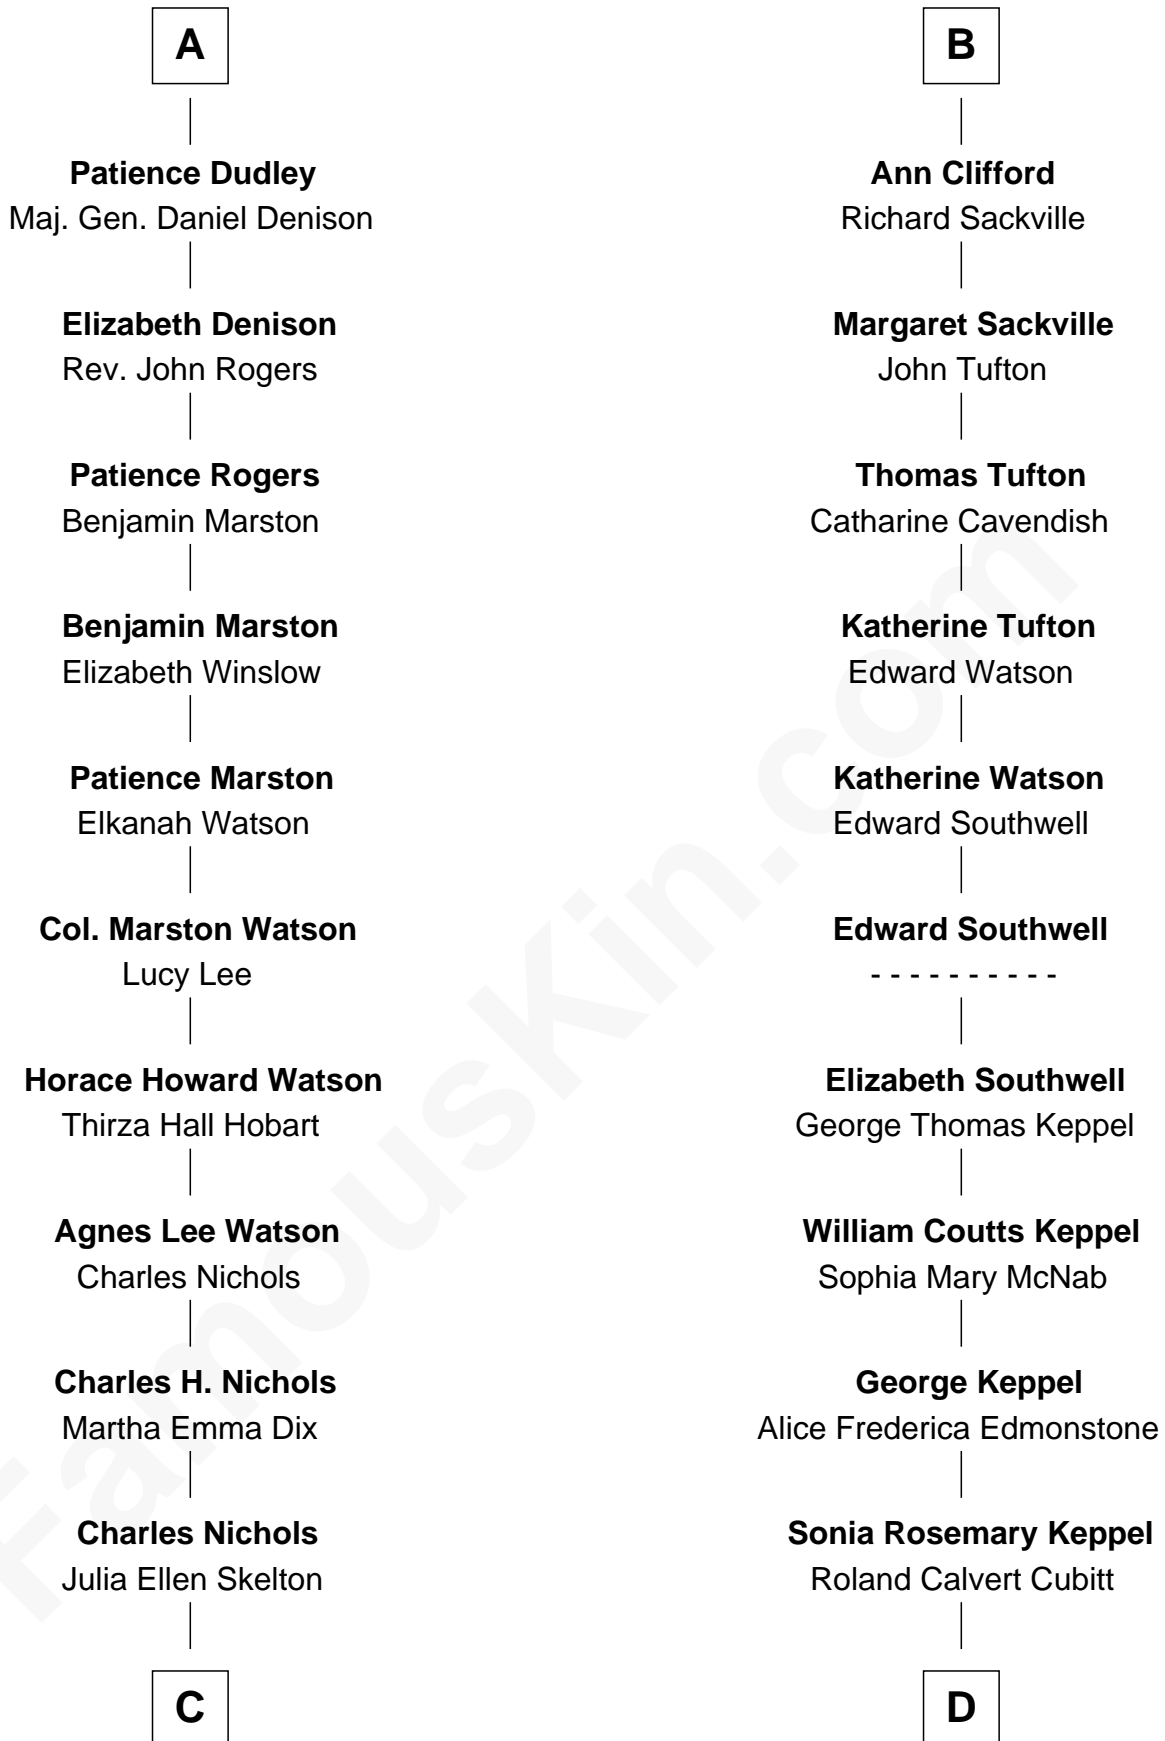 A
Patience Dudley
Maj. Gen. Daniel Denison
Elizabeth Denison
Rev. John Rogers
Patience Rogers
Benjamin Marston
Benjamin Marston
Elizabeth Winslow
Patience Marston
Elkanah Watson
Col. Marston Watson
Lucy Lee
Horace Howard Watson
Thirza Hall Hobart
Agnes Lee Watson
Charles Nichols
Charles H. Nichols
Martha Emma Dix
Charles Nichols
Julia Ellen Skelton
C
B
Ann Clifford
Richard Sackville
Margaret Sackville
John Tufton
Thomas Tufton
Catharine Cavendish
Katherine Tufton
Edward Watson
Katherine Watson
Edward Southwell
Edward Southwell
- - - - - - - - - -
Elizabeth Southwell
George Thomas Keppel
William Coutts Keppel
Sophia Mary McNab
George Keppel
Alice Frederica Edmonstone
Sonia Rosemary Keppel
Roland Calvert Cubitt
D
FamousKin.com